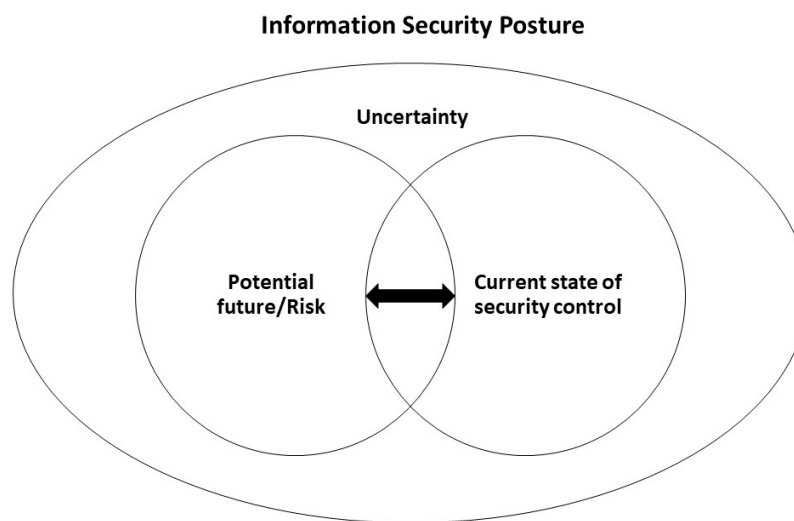 Information Security Posture
Uncertainty
Potential
future/Risk
Current state of
security control